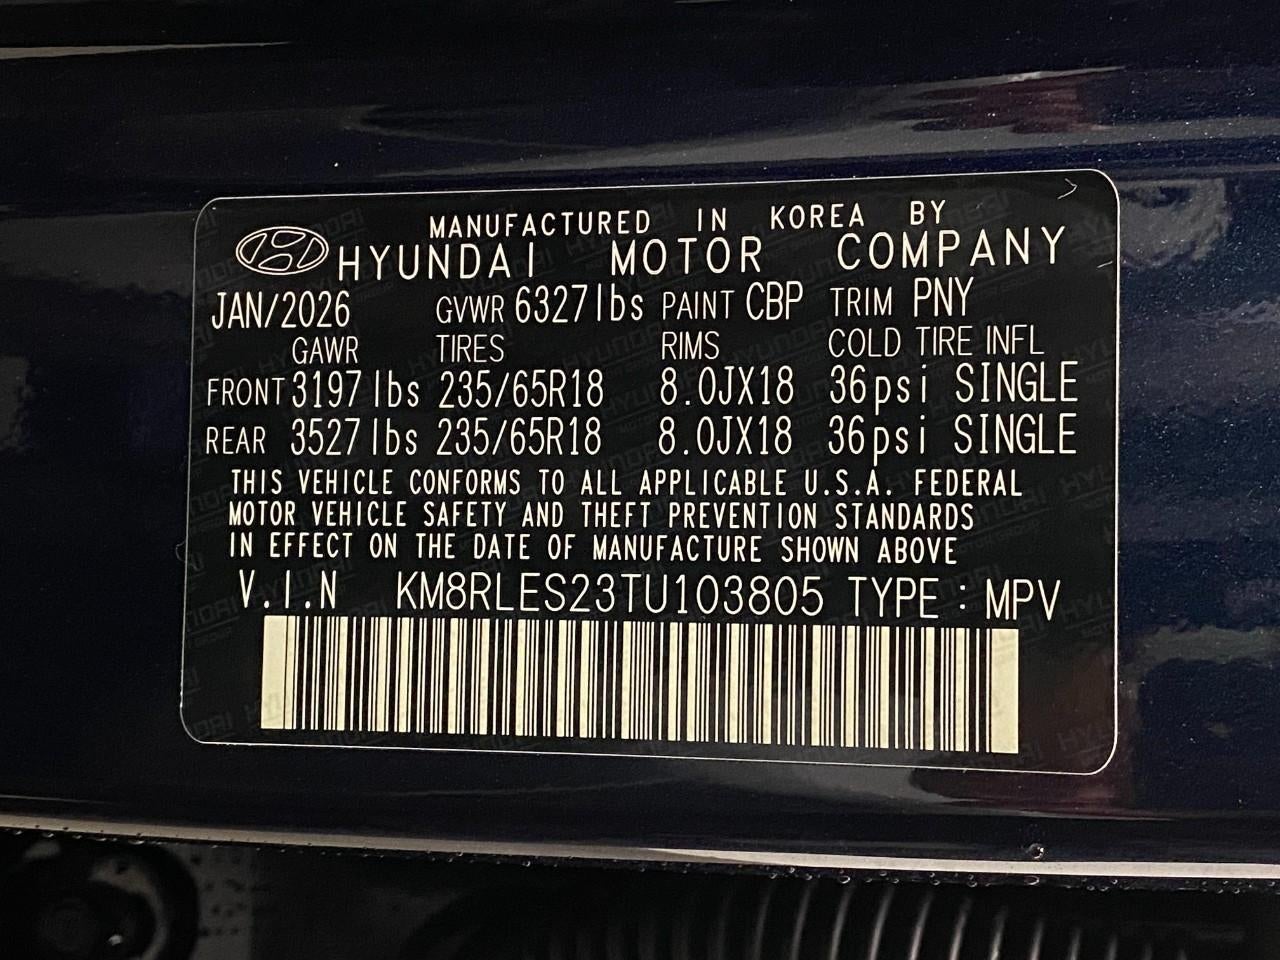 MANUFACTURED IN KOREA BY
HYUNDAI MOTOR COMPANY
JAN/2026 GVWR 6327lbs PAINT CBP TRIM PNY
GAWR TIRES RIMS COLD TIRE INFL
FRONT 3197lbs 235/65R18 8.0JX18 36psi SINGLE
REAR 3527lbs 235/65R18 8.0JX18 36psi SINGLE
THIS VEHICLE CONFORMS TO ALL APPLICABLE U.S.A. FEDERAL
MOTOR VEHICLE SAFETY AND THEFT PREVENTION STANDARDS
IN EFFECT ON THE DATE OF MANUFACTURE SHOWN ABOVE
V.I.N KM8RLES23TU103805 TYPE : MPV